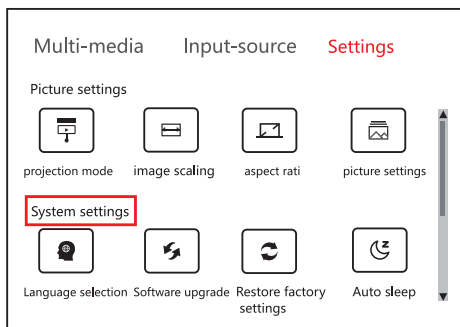 Multi-media Input-source Settings
Picture settings
projection mode image scaling aspect rati picture settings
System settings
Language selection Software upgrade Restore factory settings Auto sleep